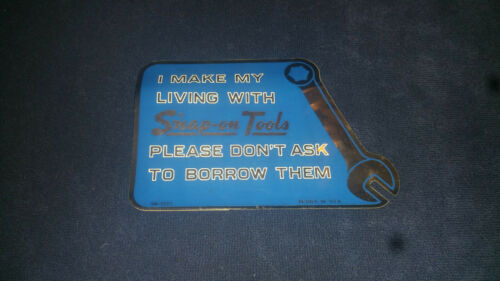 I MAKE MY
LIVING WITH
Snap-on Tools
PLEASE DON'T ASK
TO BORROW THEM